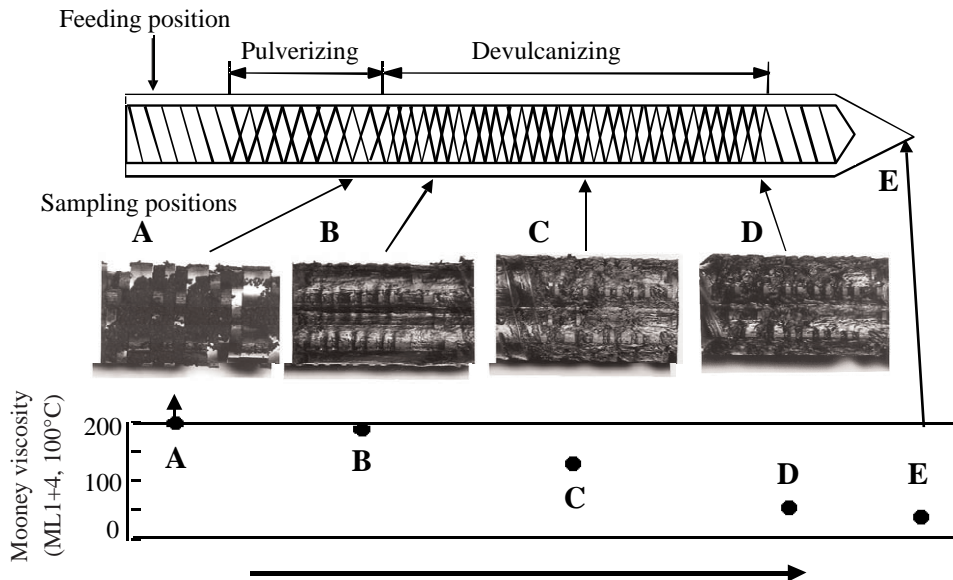 Feeding position
Pulverizing
Devulcanizing
E
Sampling positions
A
B
C
D
Mooney viscosity
(ML1+4, 100°C)
200
100
0
A
B
C
D
E